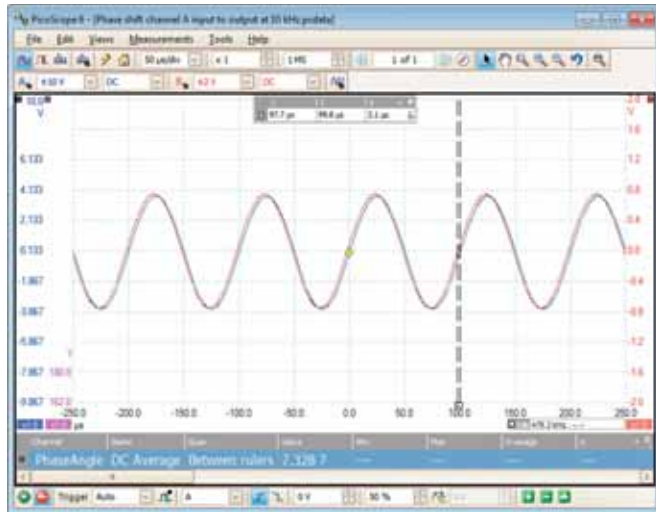 PicoScope 6 - [Phase shift channel A input to output at 10 kHz.psdata]
File Edit Views Measurements Tools Help
50 µs/div x 1 1 MS 1 of 1
A ±10 V DC B ±2 V DC
10.0 2.0
V V
97.7 µs 3.1 µs
1.6
6.133 1.2
4.133 0.8
2.133 0.4
0.133 0.0
-1.867 -0.4
-3.867 -0.8
-5.867 -1.2
-7.867 -1.6
-9.867 -2.0
-250.0 -200.0 -150.0 -100.0 -50.0 0.0 50.0 100.0 150.0 200.0 250.0
µs
Channel Name Span Value Min Max Average
PhaseAngle DC Average Between rulers 7.328 7
Trigger Auto A 0 V 50 %